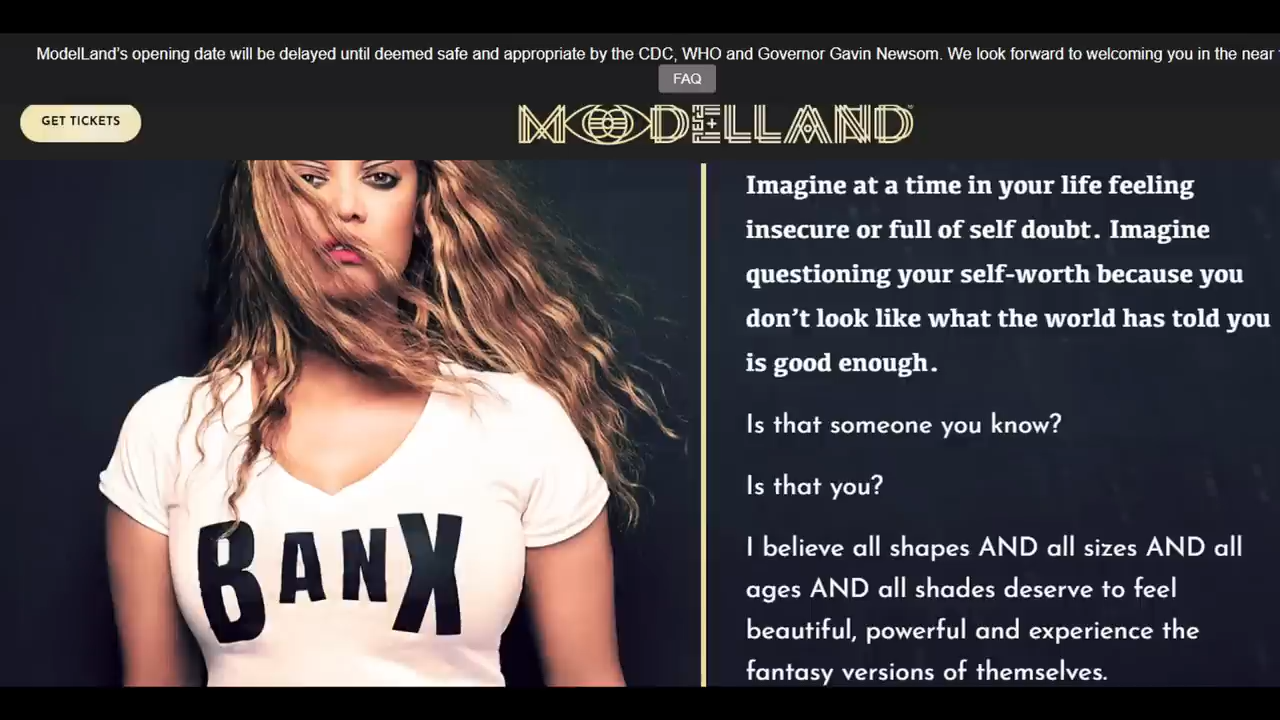 ModelLand's opening date will be delayed until deemed safe and appropriate by the CDC, WHO and Governor Gavin Newsom. We look forward to welcoming you in the near
FAQ
GET TICKETS
MODELLAND
Imagine at a time in your life feeling
insecure or full of self doubt. Imagine
questioning your self-worth because you
don't look like what the world has told you
is good enough.
Is that someone you know?
Is that you?
I believe all shapes AND all sizes AND all
ages AND all shades deserve to feel
beautiful, powerful and experience the
fantasy versions of themselves.
BANX